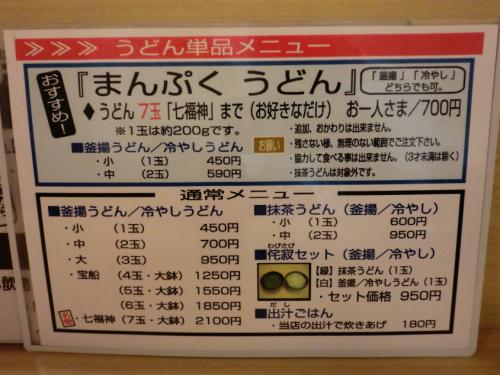 >>> うどん単品メニュー
おすすめ!
『まんぷく うどん』
「釜揚」「冷やし」
どちらでも可。
◆うどん 7玉「七福神」まで(お好きなだけ) お一人さま/700円
※1玉は約200gです。
■釜揚うどん/冷やしうどん
・小 (1玉) 450円
・中 (2玉) 590円
お願い
・追加、おかわりは出来ません。
・残さない様、無理のない範囲でご注文下さい。
・協力して食べる事は出来ません。(3才未満は除く)
・抹茶うどんは対象外です。
通常メニュー
■釜揚うどん/冷やしうどん
・小 (1玉) 450円
・中 (2玉) 700円
・大 (3玉) 950円
・宝船 (4玉・大鉢) 1250円
(5玉・大鉢) 1550円
(6玉・大鉢) 1850円
名物
・七福神 (7玉・大鉢) 2100円
■抹茶うどん(釜揚/冷やし)
・小 (1玉) 600円
・中 (2玉) 950円
わびさび
■侘寂セット(釜揚/冷やし)
【緑】抹茶うどん(1玉)
【白】釜揚/冷やしうどん(1玉)
・セット価格 950円
だし
■出汁ごはん
・当店の出汁で炊きあげ 180円